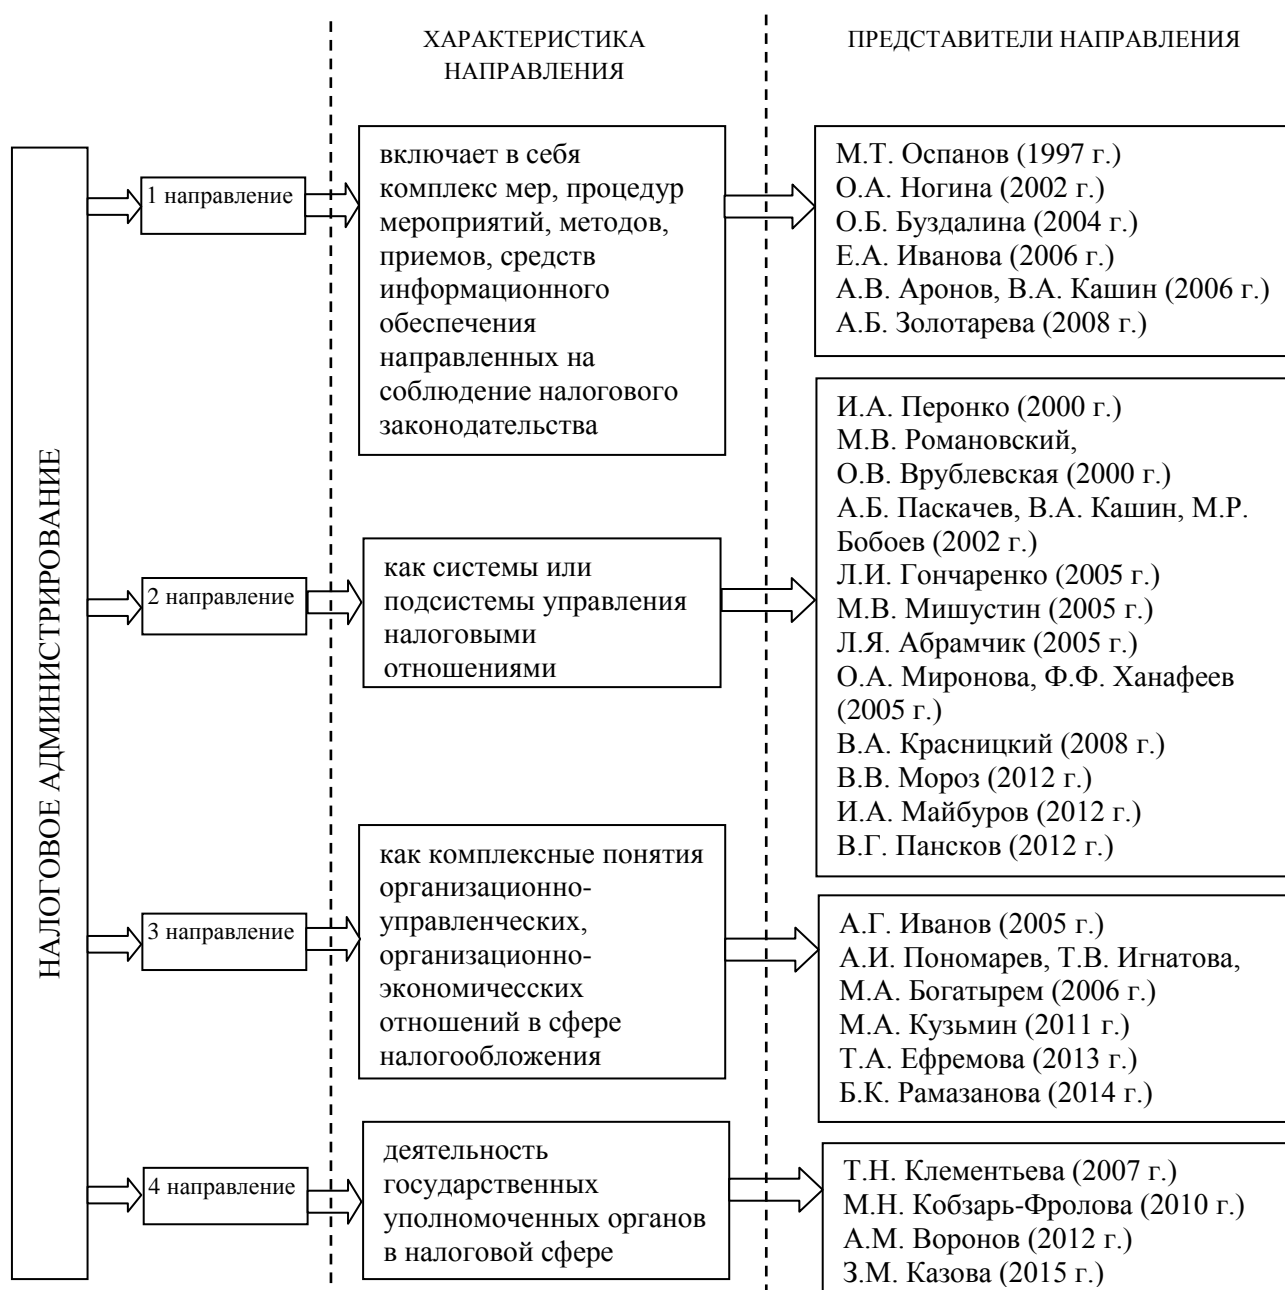 ХАРАКТЕРИСТИКА
НАПРАВЛЕНИЯ
ПРЕДСТАВИТЕЛИ НАПРАВЛЕНИЯ
НАЛОГОВОЕ АДМИНИСТРИРОВАНИЕ
1 направление
включает в себя
комплекс мер, процедур
мероприятий, методов,
приемов, средств
информационного
обеспечения
направленных на
соблюдение налогового
законодательства
М.Т. Оспанов (1997 г.)
О.А. Ногина (2002 г.)
О.Б. Буздалина (2004 г.)
Е.А. Иванова (2006 г.)
А.В. Аронов, В.А. Кашин (2006 г.)
А.Б. Золотарева (2008 г.)
2 направление
как системы или
подсистемы управления
налоговыми
отношениями
И.А. Перонко (2000 г.)
М.В. Романовский,
О.В. Врублевская (2000 г.)
А.Б. Паскачев, В.А. Кашин, М.Р.
Бобоев (2002 г.)
Л.И. Гончаренко (2005 г.)
М.В. Мишустин (2005 г.)
Л.Я. Абрамчик (2005 г.)
О.А. Миронова, Ф.Ф. Ханафеев
(2005 г.)
В.А. Красницкий (2008 г.)
В.В. Мороз (2012 г.)
И.А. Майбуров (2012 г.)
В.Г. Пансков (2012 г.)
3 направление
как комплексные понятия
организационно-
управленческих,
организационно-
экономичесских
отношений в сфере
налогообложения
А.Г. Иванов (2005 г.)
А.И. Пономарев, Т.В. Игнатова,
М.А. Богатырем (2006 г.)
М.А. Кузьмин (2011 г.)
Т.А. Ефремова (2013 г.)
Б.К. Рамазанова (2014 г.)
4 направление
деятельность
государственных
уполномоченных органов
в налоговой сфере
Т.Н. Клементьева (2007 г.)
М.Н. Кобзарь-Фролова (2010 г.)
А.М. Воронов (2012 г.)
З.М. Казова (2015 г.)